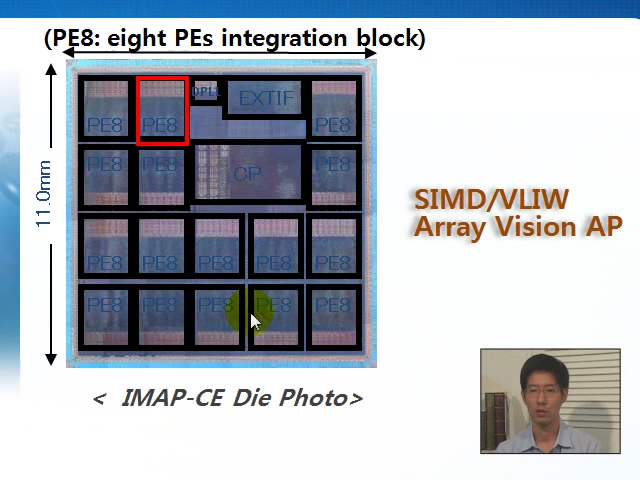 (PE8: eight PEs integration block)
DPLL
EXTIF
PE8 PE8 PE8
11.0mm
CP
PE8 PE8 PE8
SIMD/VLIW
Array Vision AP
PE8 PE8 PE8 PE8 PE8
PE8 PE8 PE8 PE8 PE8
< IMAP-CE Die Photo>